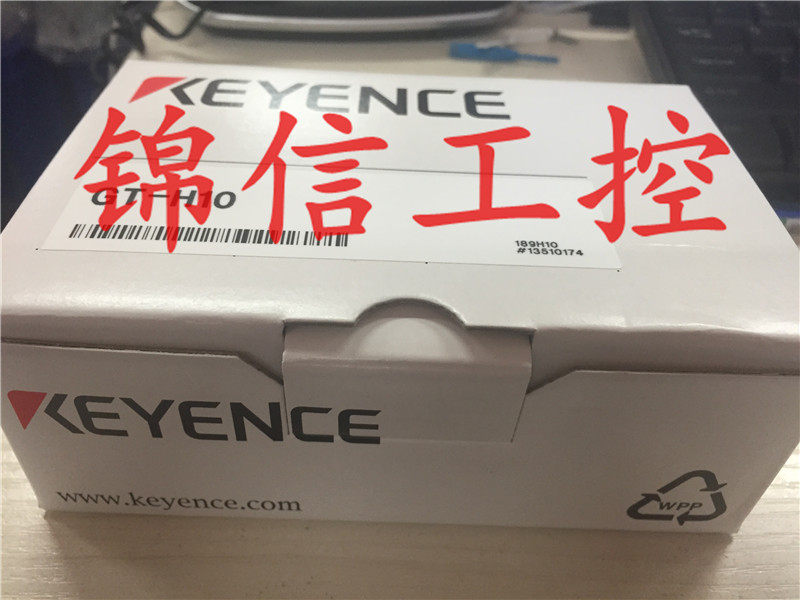 KEYENCE
锦信工控
GT-H10
189H10
#13510174
KEYENCE
www.keyence.com
WPP